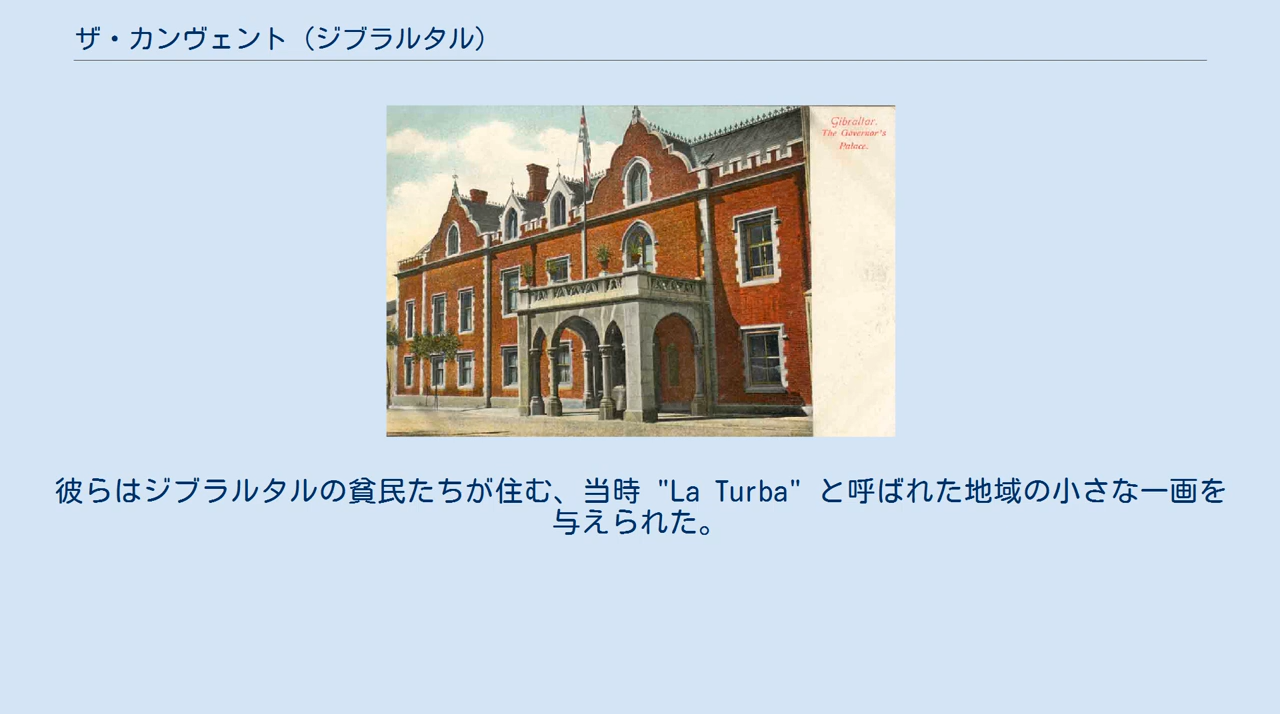 ザ・カンヴェント（ジブラルタル）
Gibraltar.
The Governor's
Palace.
彼らはジブラルタルの貧民たちが住む、当時 "La Turba" と呼ばれた地域の小さな一画を
与えられた。